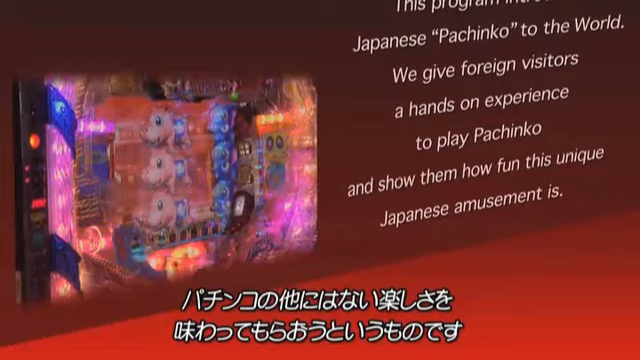 This program
Japanese “Pachinko” to the World.
We give foreign visitors
a hands on experience
to play Pachinko
and show them how fun this unique
Japanese amusement is.
パチンコの他にはない楽しさを
味わってもらおうというものです